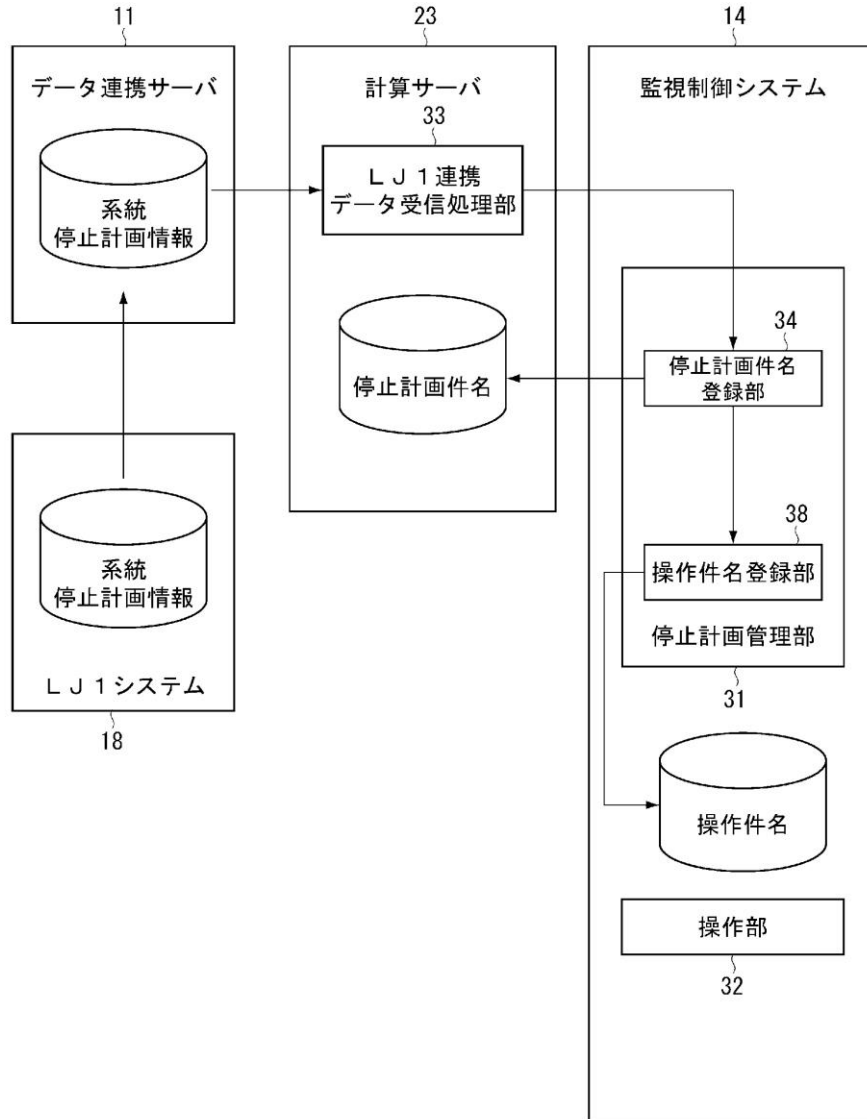 11
データ連携サーバ
系統
停止計画情報
系統
停止計画情報
LJ1システム
18
23
計算サーバ
33
LJ1連携
データ受信処理部
停止計画件名
14
監視制御システム
34
停止計画件名
登録部
38
操作件名登録部
停止計画管理部
31
操作件名
操作部
32